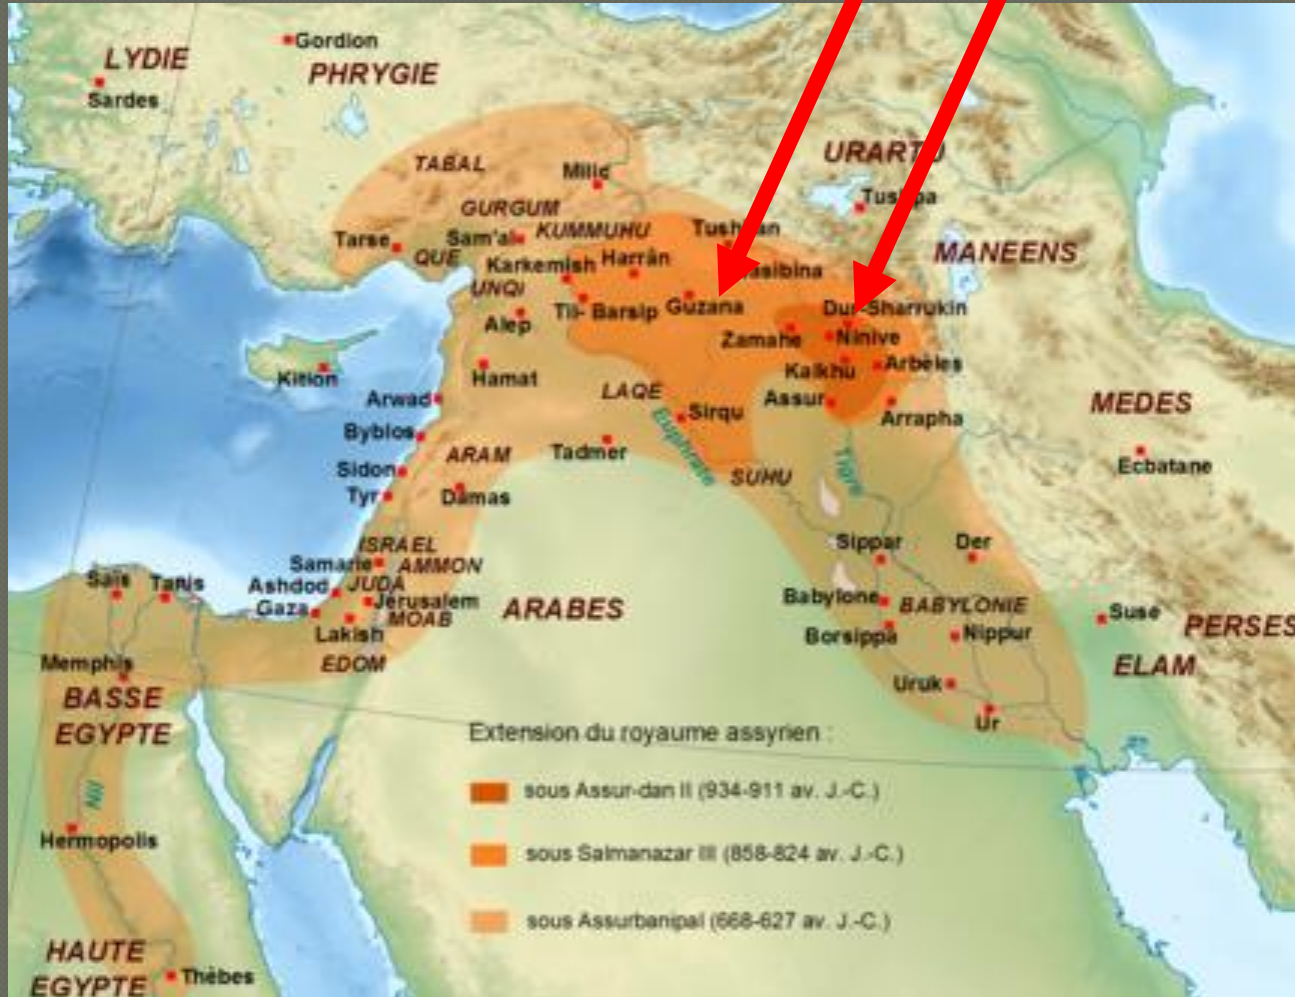 Gordion
LYDIE
PHRYGIE
Sardes
URARTU
TABAL
Milid
Tushpa
GURGUM
KUMMUHU
Tarse
Sam'al
QUE
MANEENS
Karkemish
Harrân
UNQI
Til- Barsip
Guzana
Dur-Sharrukin
Alep
Zamahe
Ninive
Kition
Hamat
Kalkhu
Arbèles
Arwad
LAQE
Assur
MEDES
Sirqu
Arrapha
Byblos
Euphrate
Sidon
ARAM
Tadmer
Tigre
Ecbatane
Tyr
Damas
SUHU
ISRAEL
Sippar
Der
Samarie
AMMON
Saïs
Tanis
Ashdod
JUDA
Babylone
BABYLONIE
Gaza
Jérusalem
ARABES
Suse
PERSES
MOAB
Borsippa
Nippur
Lakish
Memphis
EDOM
ELAM
BASSE
EGYPTE
Uruk
Ur
Extension du royaume assyrien :
Nil
sous Assur-dan II (934-911 av. J.-C.)
Hermopolis
sous Salmanazar III (858-824 av. J.-C.)
sous Assurbanipal (668-627 av. J.-C.)
HAUTE
EGYPTE
Thèbes